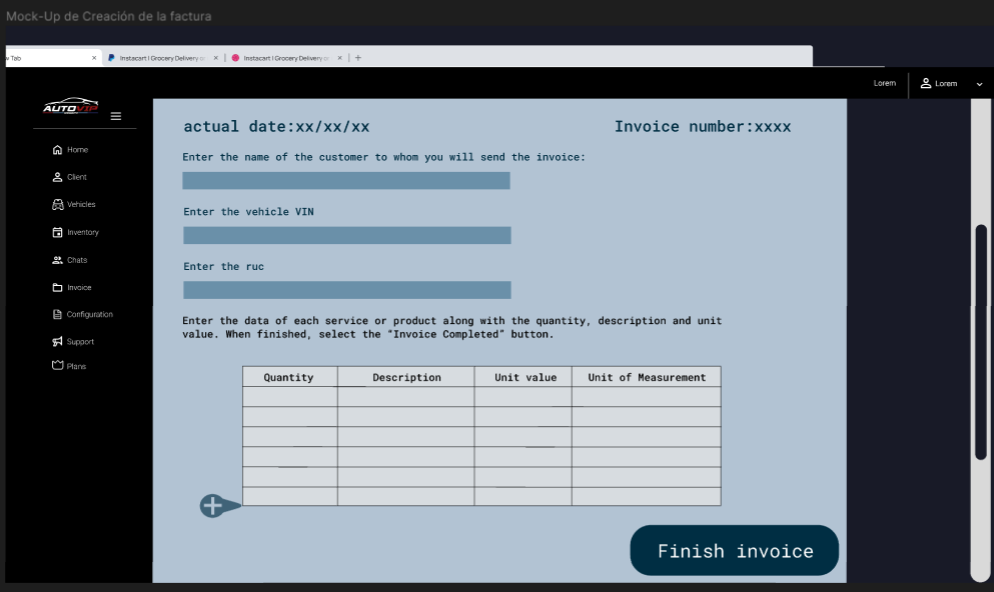 Mock-Up de Creación de la factura
w Tab
Instacart | Grocery Delivery
Instacart | Grocery Delivery
Lorem
Lorem
AUTOVIP
Home
Client
Vehicles
Inventory
Chats
Invoice
Configuration
Support
Plans
actual date:xx/xx/xx
Invoice number:xxxx
Enter the name of the customer to whom you will send the invoice:
Enter the vehicle VIN
Enter the ruc
Enter the data of each service or product along with the quantity, description and unit
value. When finished, select the "Invoice Completed" button.
Quantity Description Unit value Unit of Measurement
Finish invoice